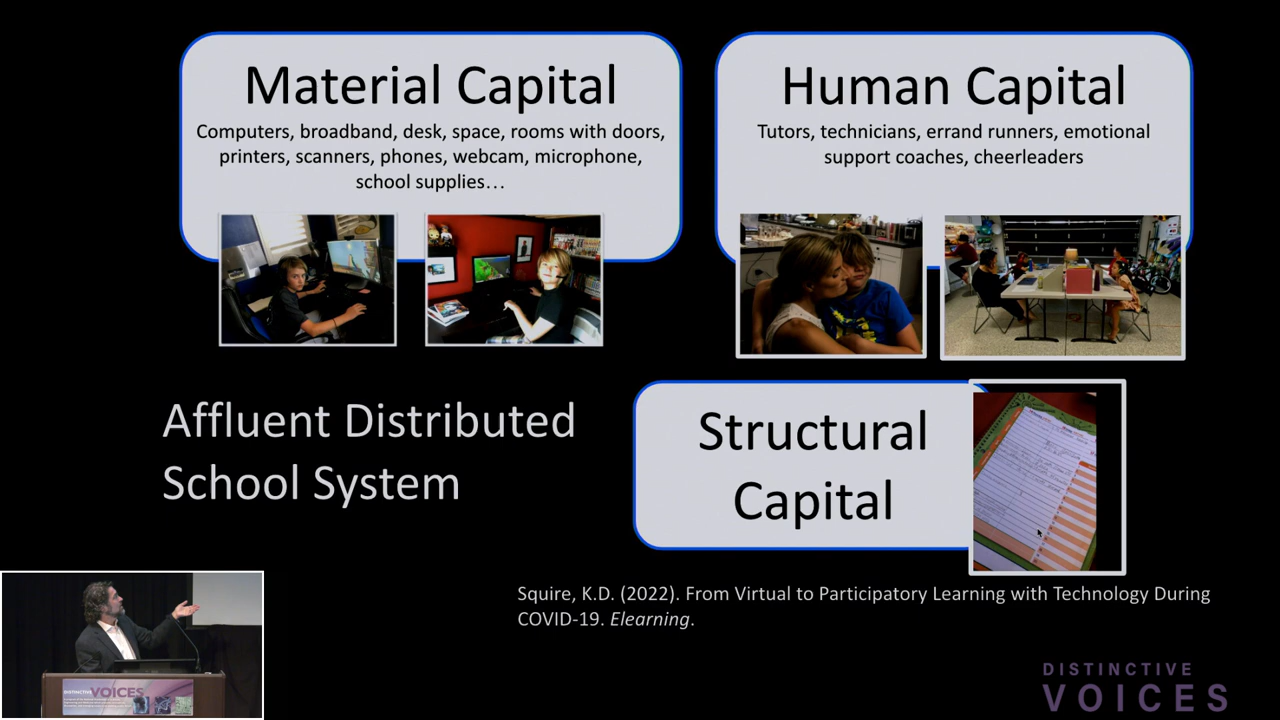 Material Capital
Computers, broadband, desk, space, rooms with doors,
printers, scanners, phones, webcam, microphone,
school supplies…
Human Capital
Tutors, technicians, errand runners, emotional
support coaches, cheerleaders
Affluent Distributed
School System
Structural
Capital
Squire, K.D. (2022). From Virtual to Participatory Learning with Technology During
COVID-19. Elearning.
DISTINCTIVE VOICES
DISTINCTIVE
VOICES